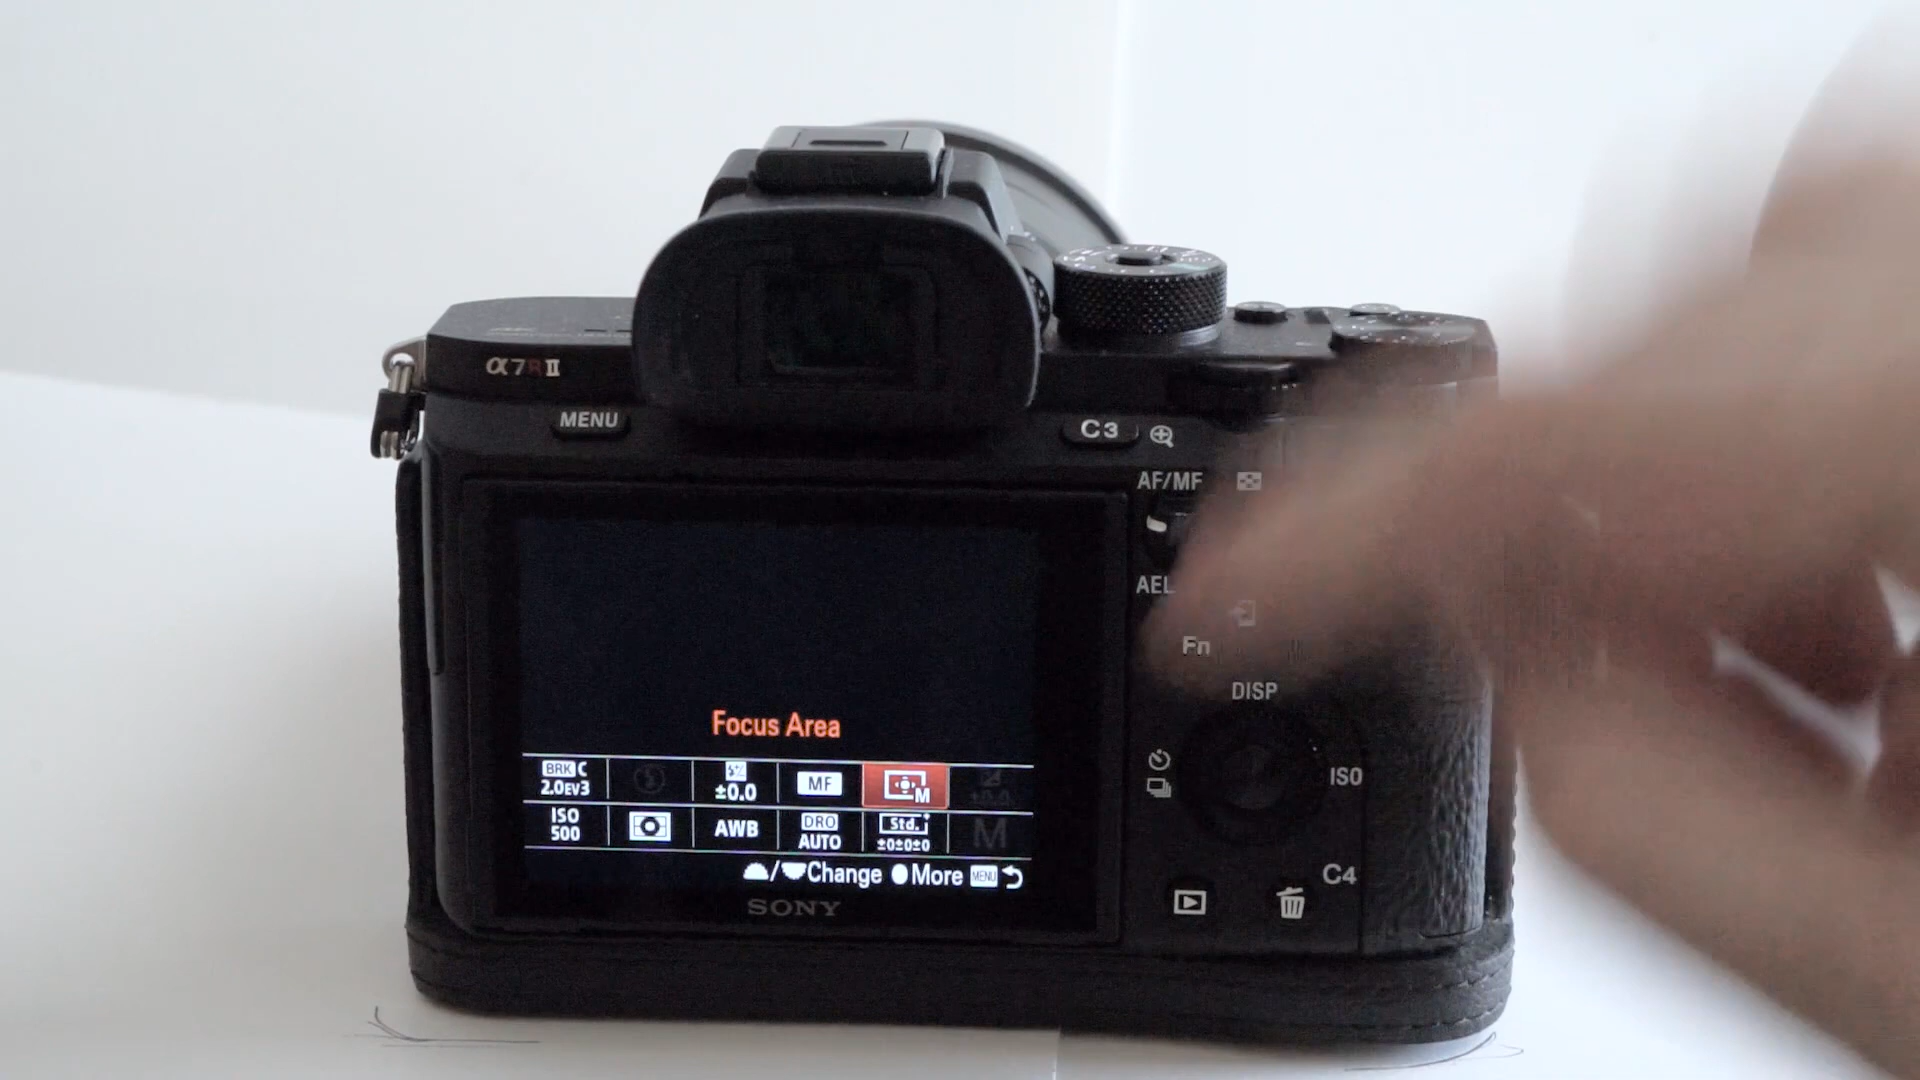 α7RII
MENU
C3
AF/MF
AEL
Fn
DISP
ISO
C4
Focus Area
BRK C
2.0EV3
±0.0
MF
M
ISO
500
AWB
DRO
AUTO
Std.
±0±0±0
M
/ Change More MENU
SONY